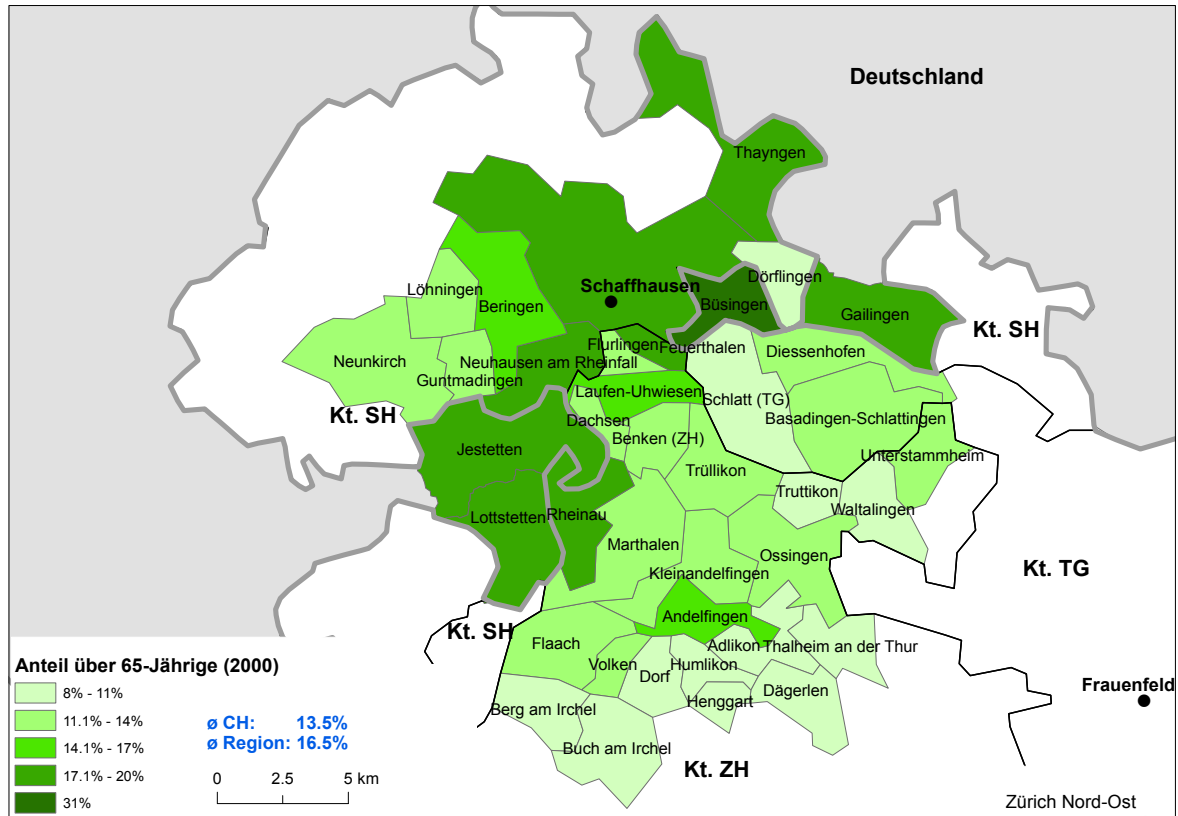 Deutschland
Thayngen
Dörflingen
Schaffhausen
Büsingen
Löhningen
Beringen
Gailingen
Kt. SH
Flurlingen
Feuerthalen
Diessenhofen
Neunkirch
Neuhausen am Rheinfall
Guntmadingen
Laufen-Uhwiesen
Schlatt (TG)
Kt. SH
Dachsen
Basadingen-Schlattingen
Benken (ZH)
Jestetten
Unterstammheim
Trüllikon
Truttikon
Waltalingen
Lottstetten
Rheinau
Marthalen
Ossingen
Kt. TG
Kleinandelfingen
Andelfingen
Kt. SH
Flaach
Adlikon
Thalheim an der Thur
Volken
Humlikon
Dorf
Dägerlen
Henggart
Berg am Irchel
Buch am Irchel
Kt. ZH
Frauenfeld
Anteil über 65-Jährige (2000)
8% - 11%
11.1% - 14%
14.1% - 17%
17.1% - 20%
31%
ø CH: 13.5%
ø Region: 16.5%
0 2.5 5 km
Zürich Nord-Ost